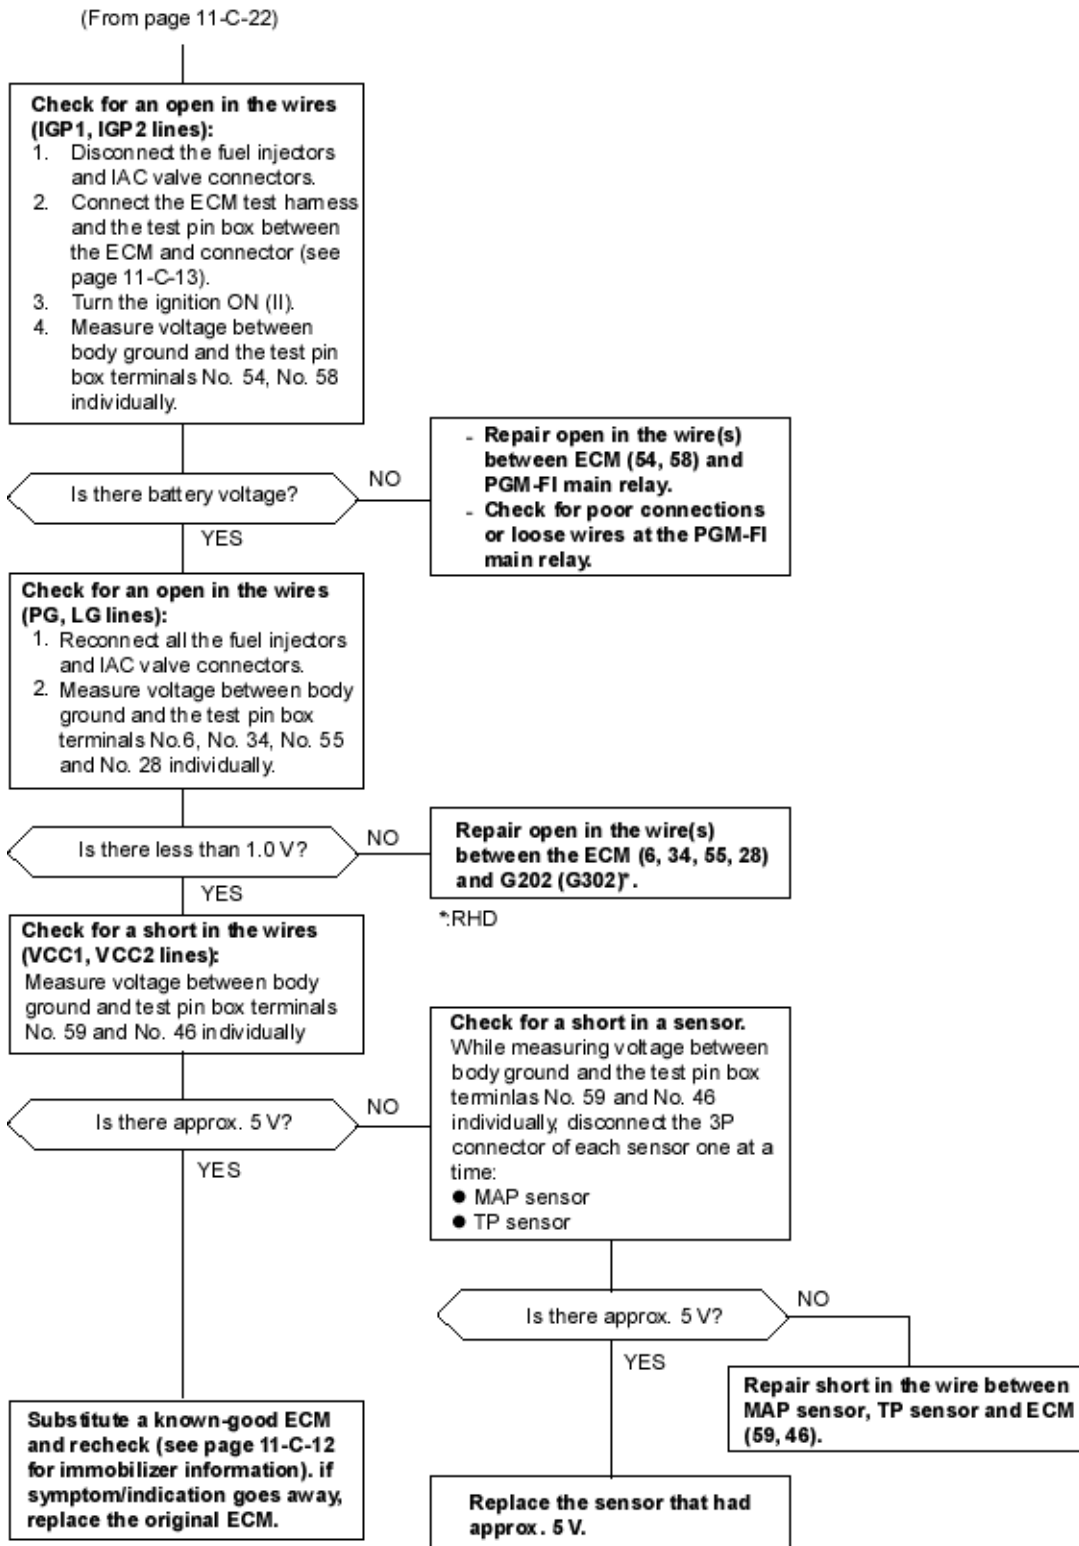 (From page 11-C-22)
Check for an open in the wires
(IGP1, IGP2 lines):
1. Disconnect the fuel injectors
and IAC valve connectors.
2. Connect the ECM test harness
and the test pin box between
the ECM and connector (see
page 11-C-13).
3. Turn the ignition ON (II).
4. Measure voltage between
body ground and the test pin
box terminals No. 54, No. 58
individually.
Is there battery voltage?
NO
- Repair open in the wire(s)
between ECM (54, 58) and
PGM-FI main relay.
- Check for poor connections
or loose wires at the PGM-FI
main relay.
YES
Check for an open in the wires
(PG, LG lines):
1. Reconnect all the fuel injectors
and IAC valve connectors.
2. Measure voltage between body
ground and the test pin box
terminals No.6, No. 34, No. 55
and No. 28 individually.
Is there less than 1.0 V?
NO
Repair open in the wire(s)
between the ECM (6, 34, 55, 28)
and G202 (G302)*.
*:RHD
YES
Check for a short in the wires
(VCC1, VCC2 lines):
Measure voltage between body
ground and test pin box terminals
No. 59 and No. 46 individually
Is there approx. 5 V?
NO
Check for a short in a sensor.
While measuring voltage between
body ground and the test pin box
terminlas No. 59 and No. 46
individually, disconnect the 3P
connector of each sensor one at a
time:
● MAP sensor
● TP sensor
YES
Is there approx. 5 V?
NO
YES
Repair short in the wire between
MAP sensor, TP sensor and ECM
(59, 46).
Substitute a known-good ECM
and recheck (see page 11-C-12
for immobilizer information). if
symptom/indication goes away,
replace the original ECM.
Replace the sensor that had
approx. 5 V.